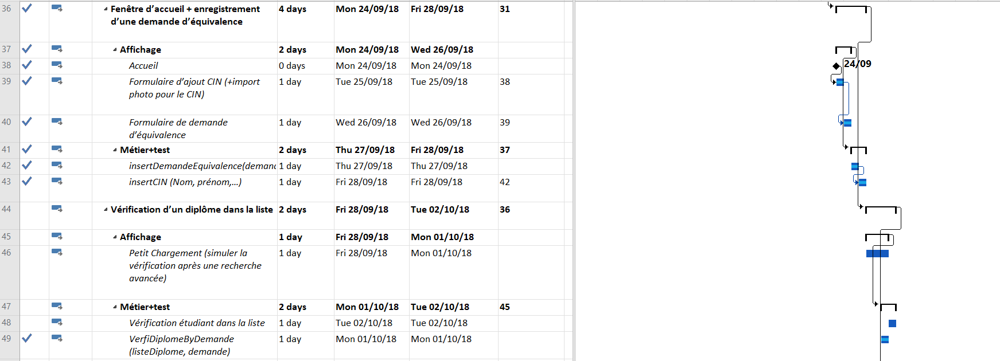 36 Fenêtre d’accueil + enregistrement 4 days Mon 24/09/18 Fri 28/09/18 31
d’une demande d’équivalence
37 Affichage 2 days Mon 24/09/18 Wed 26/09/18
38 Accueil 0 days Mon 24/09/18 Mon 24/09/18 24/09
39 Formulaire d’ajout CIN (+import 1 day Tue 25/09/18 Tue 25/09/18 38
photo pour le CIN)
40 Formulaire de demande 1 day Wed 26/09/18 Wed 26/09/18 39
d’équivalence
41 Métier+test 2 days Thu 27/09/18 Fri 28/09/18 37
42 insertDemandeEquivalence(demand 1 day Thu 27/09/18 Thu 27/09/18
43 insertCIN (Nom, prénom,...) 1 day Fri 28/09/18 Fri 28/09/18 42
44 Vérification d’un diplôme dans la liste 2 days Fri 28/09/18 Tue 02/10/18 36
45 Affichage 1 day Fri 28/09/18 Mon 01/10/18
46 Petit Chargement (simuler la 1 day Fri 28/09/18 Mon 01/10/18
vérification après une recherche
avancée)
47 Métier+test 2 days Mon 01/10/18 Tue 02/10/18 45
48 Vérification étudiant dans la liste 1 day Tue 02/10/18 Tue 02/10/18
49 VerfiDiplomeByDemande 1 day Mon 01/10/18 Mon 01/10/18
(listeDiplome, demande)